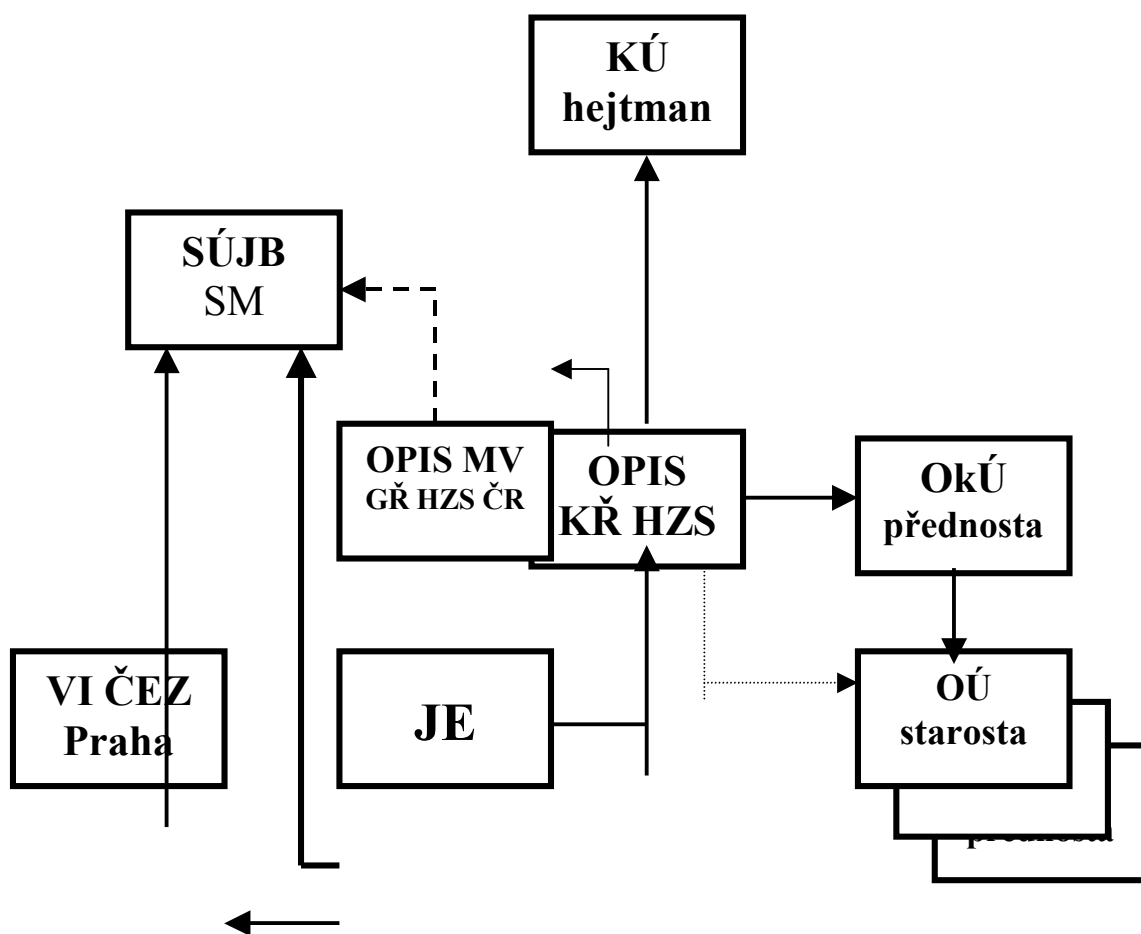 KÚ
hejtman
SÚJB
SM
OPIS MV
GŘ HZS ČR
OPIS
KŘ HZS
OkÚ
přednosta
VI ČEZ
Praha
JE
OÚ
starosta
přednosta